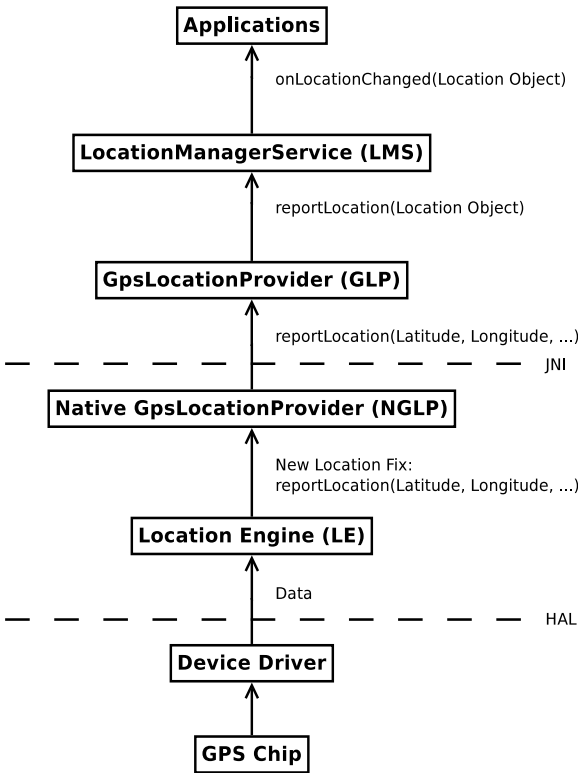 Applications
onLocationChanged(Location Object)
LocationManagerService (LMS)
reportLocation(Location Object)
GpsLocationProvider (GLP)
reportLocation(Latitude, Longitude, ...)
JNI
Native GpsLocationProvider (NGLP)
New Location Fix:
reportLocation(Latitude, Longitude, ...)
Location Engine (LE)
Data
HAL
Device Driver
GPS Chip